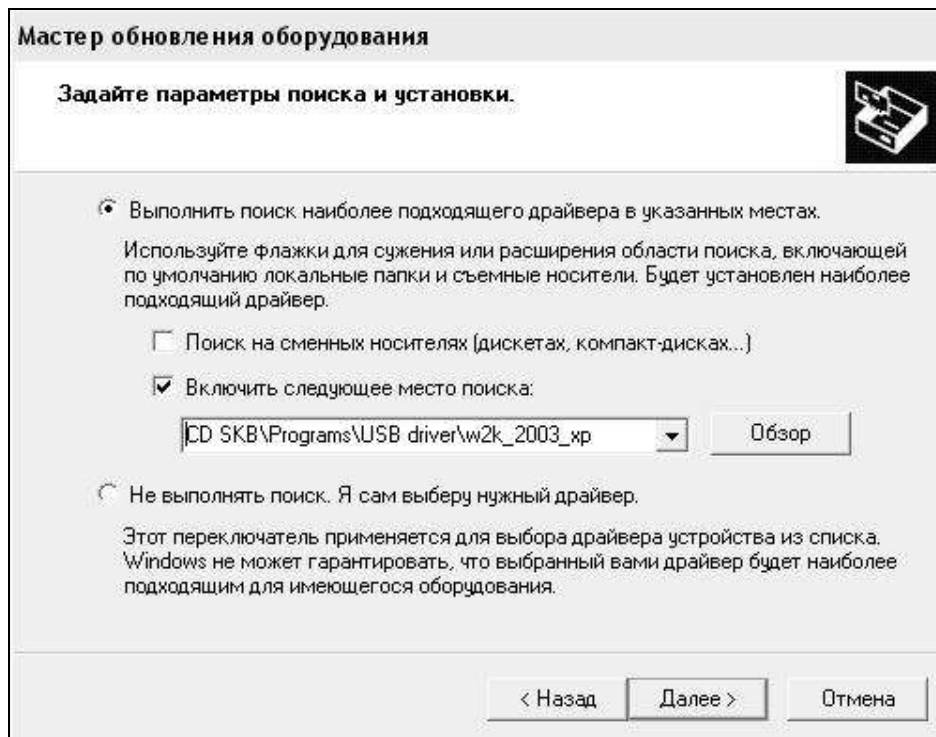 Мастер обновления оборудования
Задайте параметры поиска и установки.
Выполнить поиск наиболее подходящего драйвера в указанных местах.
Используйте флажки для сужения или расширения области поиска, включающей
по умолчанию локальные папки и съемные носители. Будет установлен наиболее
подходящий драйвер.
Поиск на сменных носителях (дискетах, компакт-дисках...)
Включить следующее место поиска:
CD SKB\Programs\USB driver\w2k_2003_xp
Обзор
Не выполнять поиск. Я сам выберу нужный драйвер.
Этот переключатель применяется для выбора драйвера устройства из списка.
Windows не может гарантировать, что выбранный вами драйвер будет наиболее
подходящим для имеющегося оборудования.
< Назад Далее > Отмена